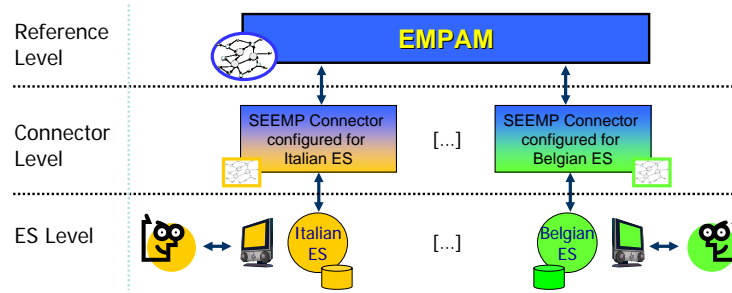 Reference
Level
EMPAM
Connector
Level
SEEMP Connector
configured for
Italian ES
[...]
SEEMP Connector
configured for
Belgian ES
ES Level
Italian
ES
[...]
Belgian
ES